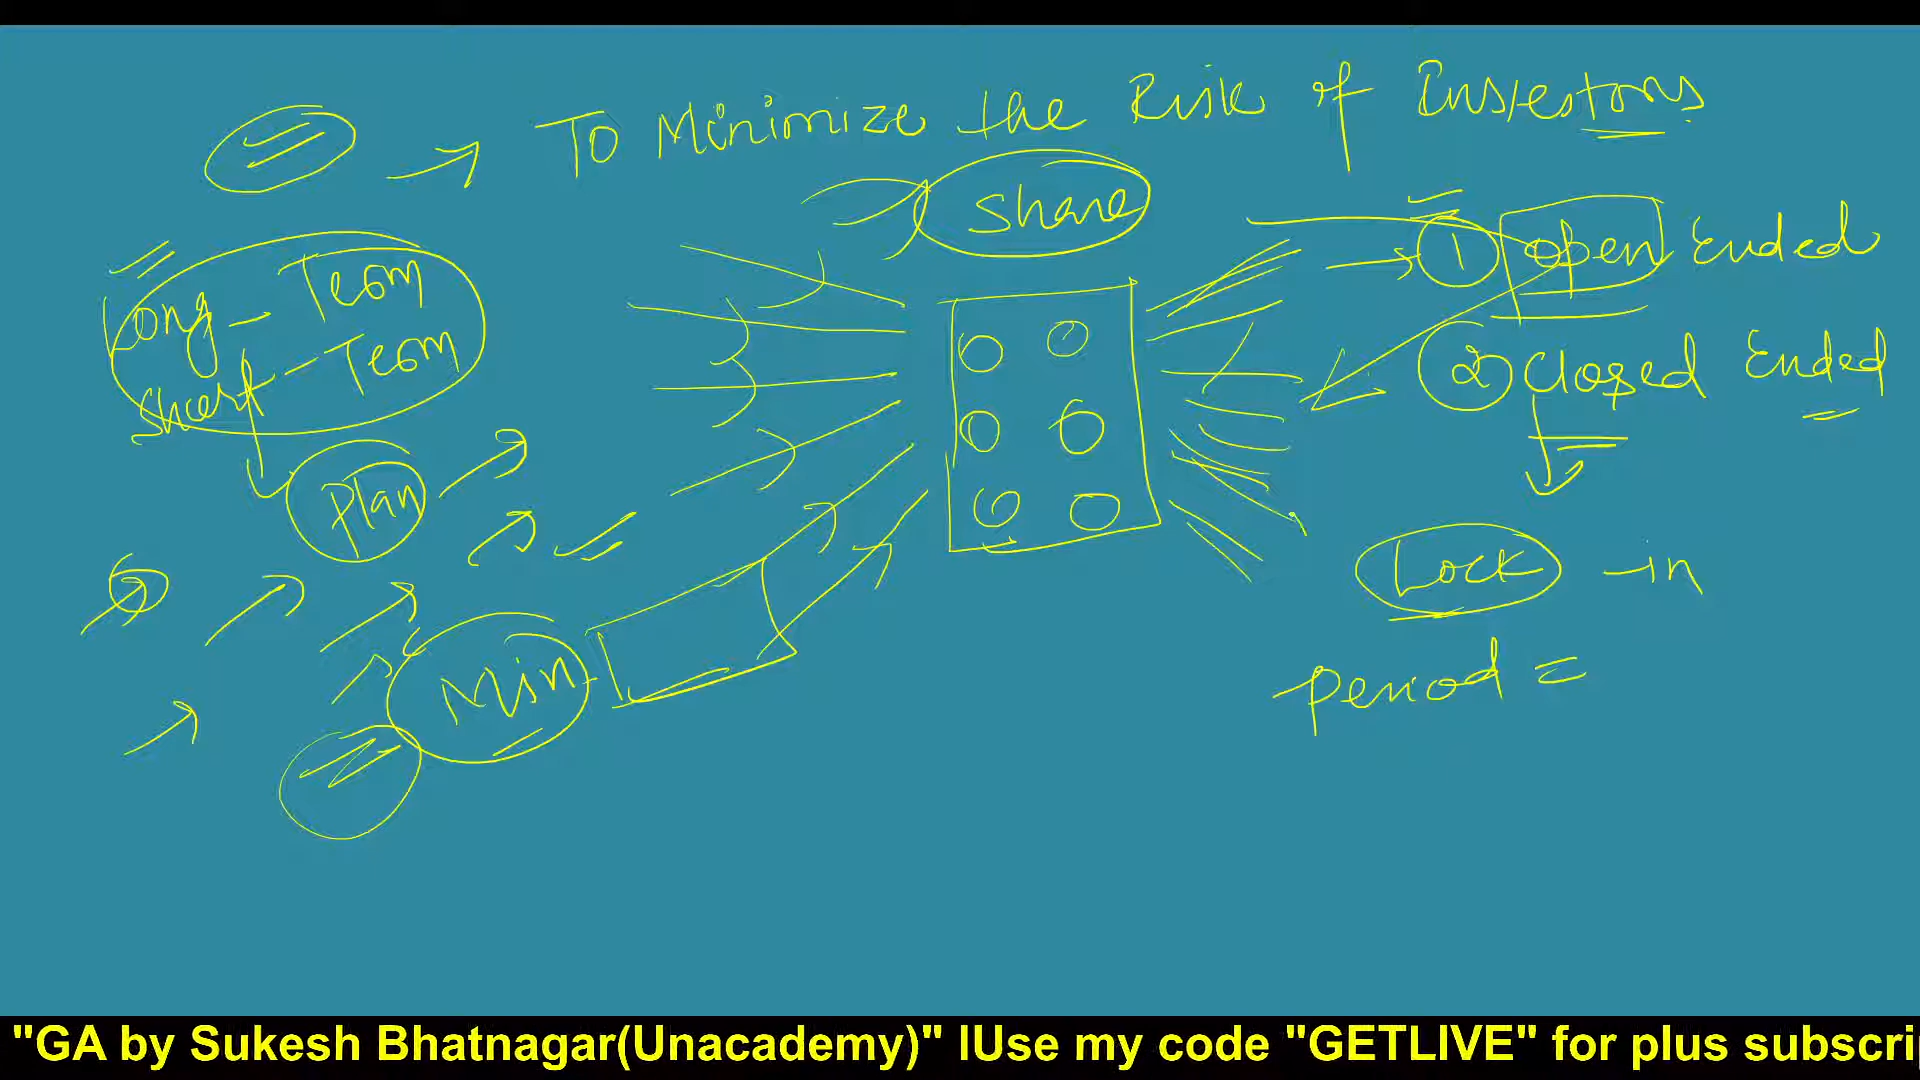 To Minimize the Risk of Investors
Share
① open Ended
Long-Term
Short-Term
② Closed Ended
Plan
Lock-in
Period =
Min
"GA by Sukesh Bhatnagar(Unacademy)" lUse my code "GETLIVE" for plus subscri